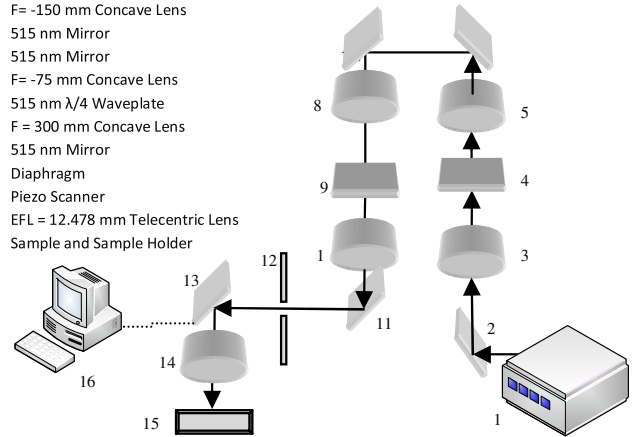 F= -150 mm Concave Lens
515 nm Mirror
515 nm Mirror
F= -75 mm Concave Lens
515 nm λ/4 Waveplate
F = 300 mm Concave Lens
515 nm Mirror
Diaphragm
Piezo Scanner
EFL = 12.478 mm Telecentric Lens
Sample and Sample Holder
8
5
9
4
1
3
12
13
11
2
14
16
15
1